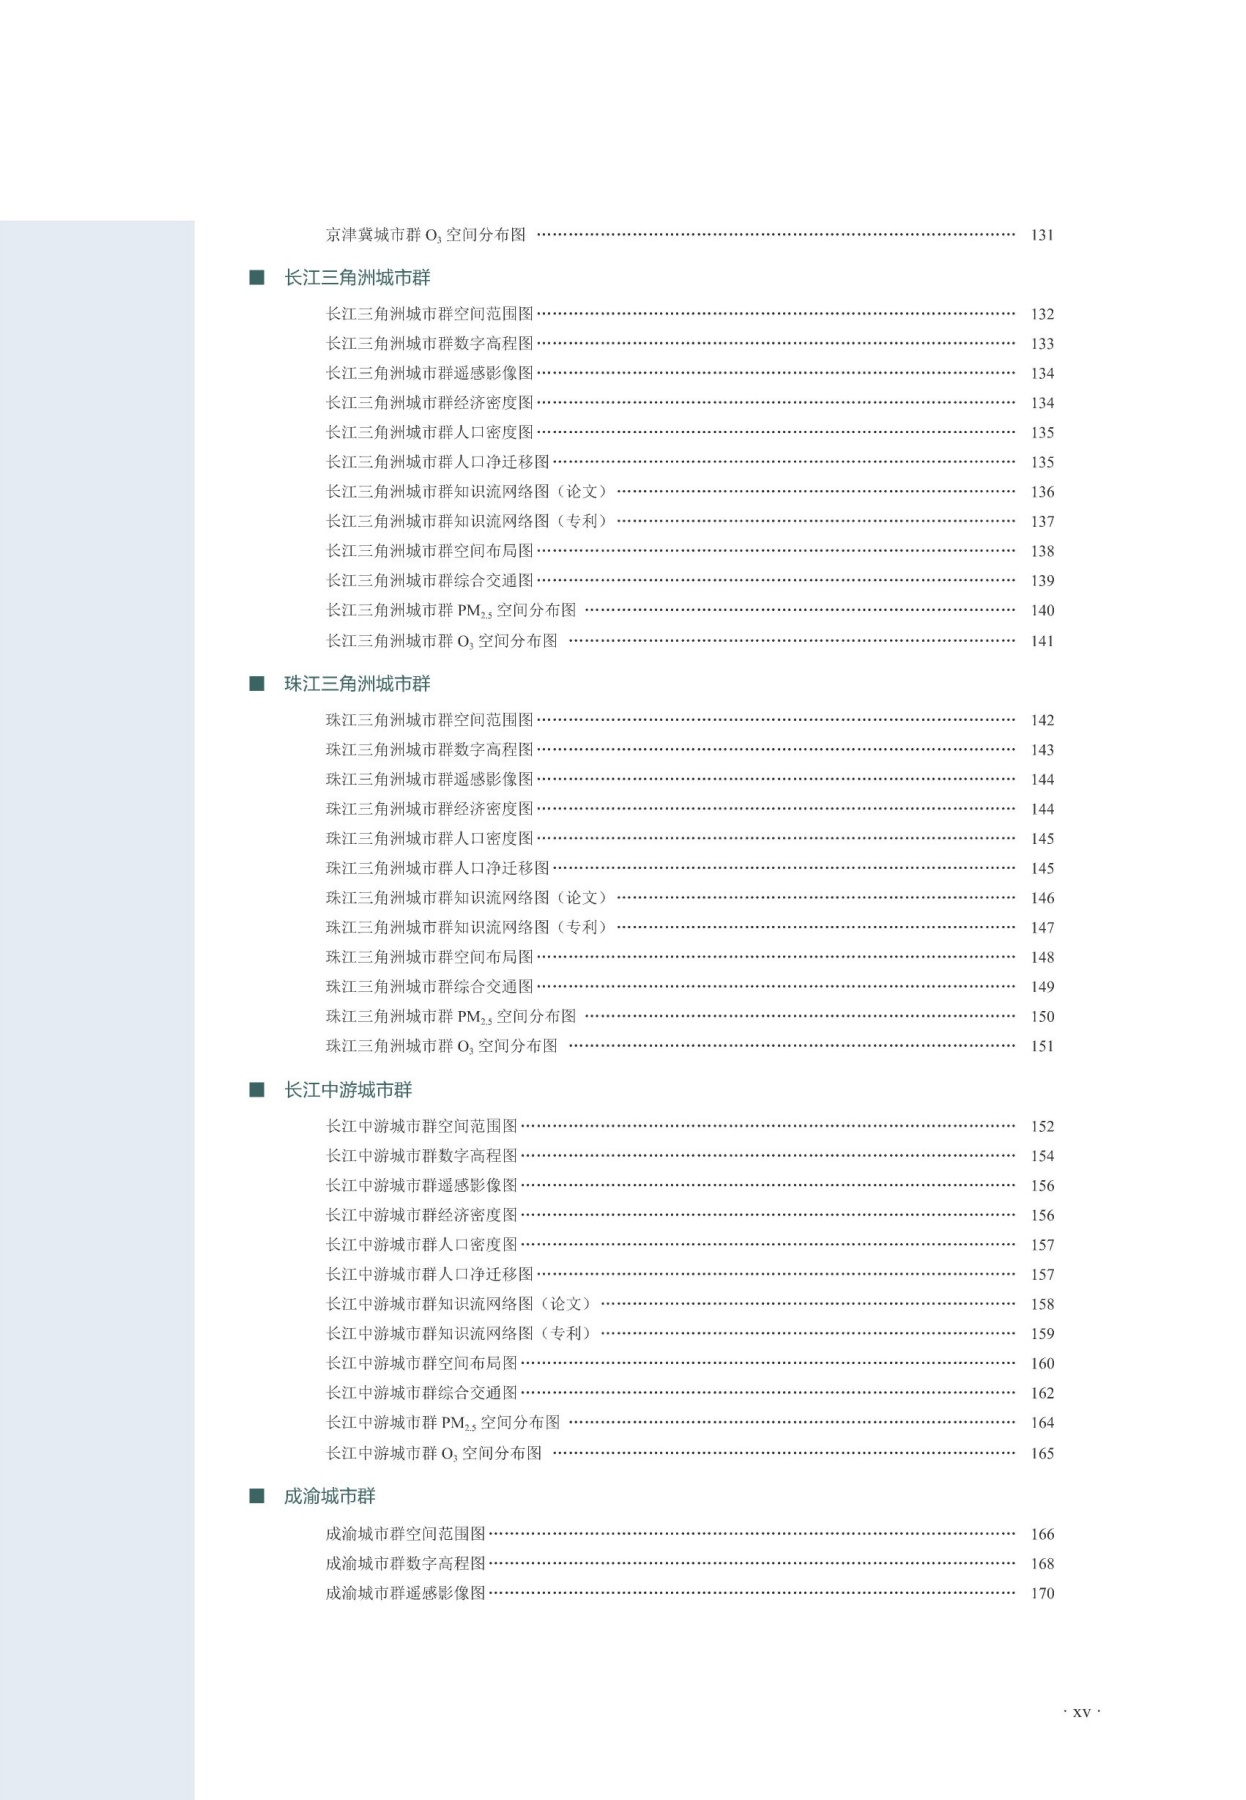 京津冀城市群 O₃ 空间分布图 ………… 131
■ 长江三角洲城市群
长江三角洲城市群空间范围图 ………… 132
长江三角洲城市群数字高程图 ………… 133
长江三角洲城市群遥感影像图 ………… 134
长江三角洲城市群经济密度图 ………… 134
长江三角洲城市群人口密度图 ………… 135
长江三角洲城市群人口净迁移图 ………… 135
长江三角洲城市群知识流网络图（论文） ………… 136
长江三角洲城市群知识流网络图（专利） ………… 137
长江三角洲城市群空间布局图 ………… 138
长江三角洲城市群综合交通图 ………… 139
长江三角洲城市群 PM₂.₅ 空间分布图 ………… 140
长江三角洲城市群 O₃ 空间分布图 ………… 141
■ 珠江三角洲城市群
珠江三角洲城市群空间范围图 ………… 142
珠江三角洲城市群数字高程图 ………… 143
珠江三角洲城市群遥感影像图 ………… 144
珠江三角洲城市群经济密度图 ………… 144
珠江三角洲城市群人口密度图 ………… 145
珠江三角洲城市群人口净迁移图 ………… 145
珠江三角洲城市群知识流网络图（论文） ………… 146
珠江三角洲城市群知识流网络图（专利） ………… 147
珠江三角洲城市群空间布局图 ………… 148
珠江三角洲城市群综合交通图 ………… 149
珠江三角洲城市群 PM₂.₅ 空间分布图 ………… 150
珠江三角洲城市群 O₃ 空间分布图 ………… 151
■ 长江中游城市群
长江中游城市群空间范围图 ………… 152
长江中游城市群数字高程图 ………… 154
长江中游城市群遥感影像图 ………… 156
长江中游城市群经济密度图 ………… 156
长江中游城市群人口密度图 ………… 157
长江中游城市群人口净迁移图 ………… 157
长江中游城市群知识流网络图（论文） ………… 158
长江中游城市群知识流网络图（专利） ………… 159
长江中游城市群空间布局图 ………… 160
长江中游城市群综合交通图 ………… 162
长江中游城市群 PM₂.₅ 空间分布图 ………… 164
长江中游城市群 O₃ 空间分布图 ………… 165
■ 成渝城市群
成渝城市群空间范围图 ………… 166
成渝城市群数字高程图 ………… 168
成渝城市群遥感影像图 ………… 170
· xv ·